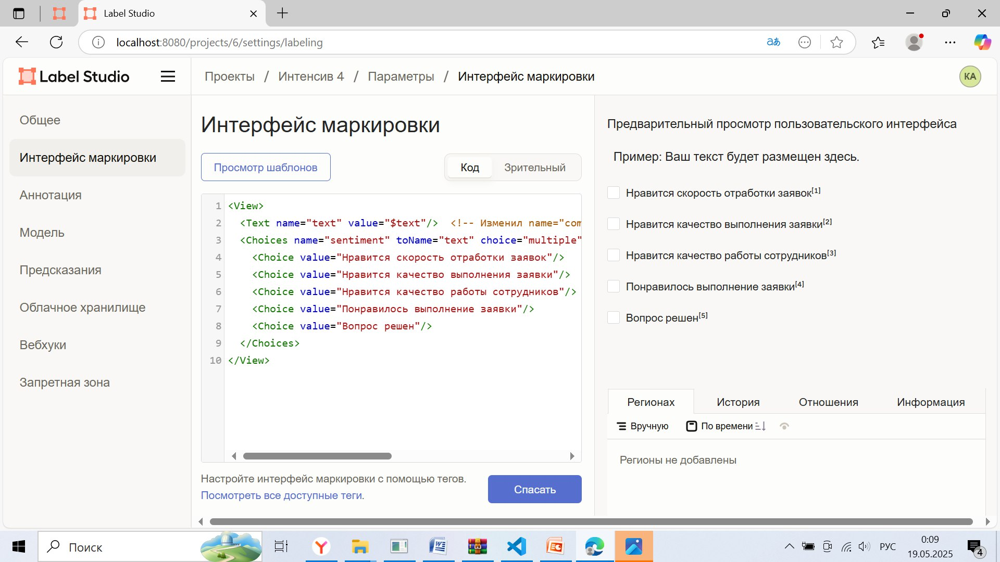 Label Studio
localhost:8080/projects/6/settings/labeling
Label Studio
Проекты / Интенсив 4 / Параметры / Интерфейс маркировки
KA
Общее
Интерфейс маркировки
Аннотация
Модель
Предсказания
Облачное хранилище
Вебхуки
Запретная зона
Интерфейс маркировки
Просмотр шаблонов
Код
Зрительный
1 <View>
2 <Text name="text" value="$text"/> <!-- Изменил name="com
3 <Choices name="sentiment" toName="text" choice="multiple"
4 <Choice value="Нравится скорость отработки заявок"/>
5 <Choice value="Нравится качество выполнения заявки"/>
6 <Choice value="Нравится качество работы сотрудников"/>
7 <Choice value="Понравилось выполнение заявки"/>
8 <Choice value="Вопрос решен"/>
9 </Choices>
10 </View>
Настройте интерфейс маркировки с помощью тегов.
Посмотреть все доступные теги.
Спасать
Предварительный просмотр пользовательского интерфейса
Пример: Ваш текст будет размещен здесь.
Нравится скорость отработки заявок[1]
Нравится качество выполнения заявки[2]
Нравится качество работы сотрудников[3]
Понравилось выполнение заявки[4]
Вопрос решен[5]
Регионах История Отношения Информация
Вручную По времени
Регионы не добавлены
Поиск
РУС
0:09
19.05.2025
4